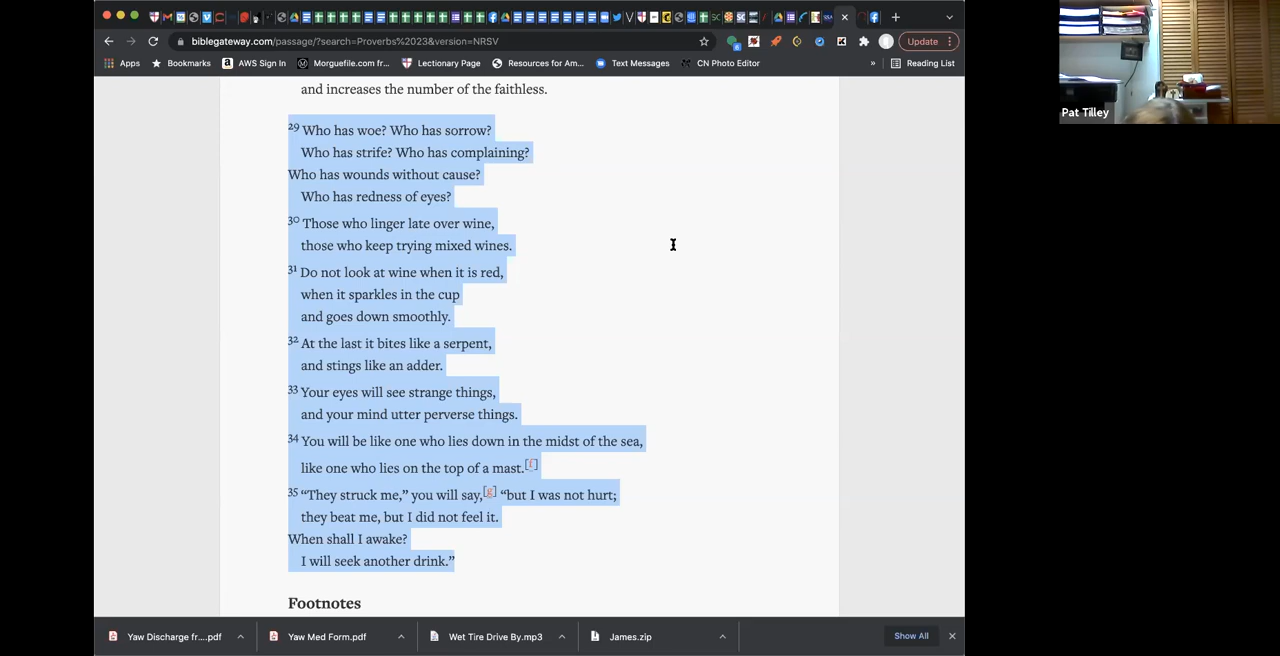 biblegateway.com/passage/?search=Proverbs%2023&version=NRSV
Update
Apps
Bookmarks
AWS Sign In
Morguefile.com fr...
Lectionary Page
Resources for Am...
Text Messages
CN Photo Editor
»
Reading List
and increases the number of the faithless.
29 Who has woe? Who has sorrow?
Who has strife? Who has complaining?
Who has wounds without cause?
Who has redness of eyes?
30 Those who linger late over wine,
those who keep trying mixed wines.
31 Do not look at wine when it is red,
when it sparkles in the cup
and goes down smoothly.
32 At the last it bites like a serpent,
and stings like an adder.
33 Your eyes will see strange things,
and your mind utter perverse things.
34 You will be like one who lies down in the midst of the sea,
like one who lies on the top of a mast.[f]
35 “They struck me,” you will say,[g] “but I was not hurt;
they beat me, but I did not feel it.
When shall I awake?
I will seek another drink.”
Footnotes
Yaw Discharge fr....pdf
Yaw Med Form.pdf
Wet Tire Drive By.mp3
James.zip
Show All
Pat Tilley